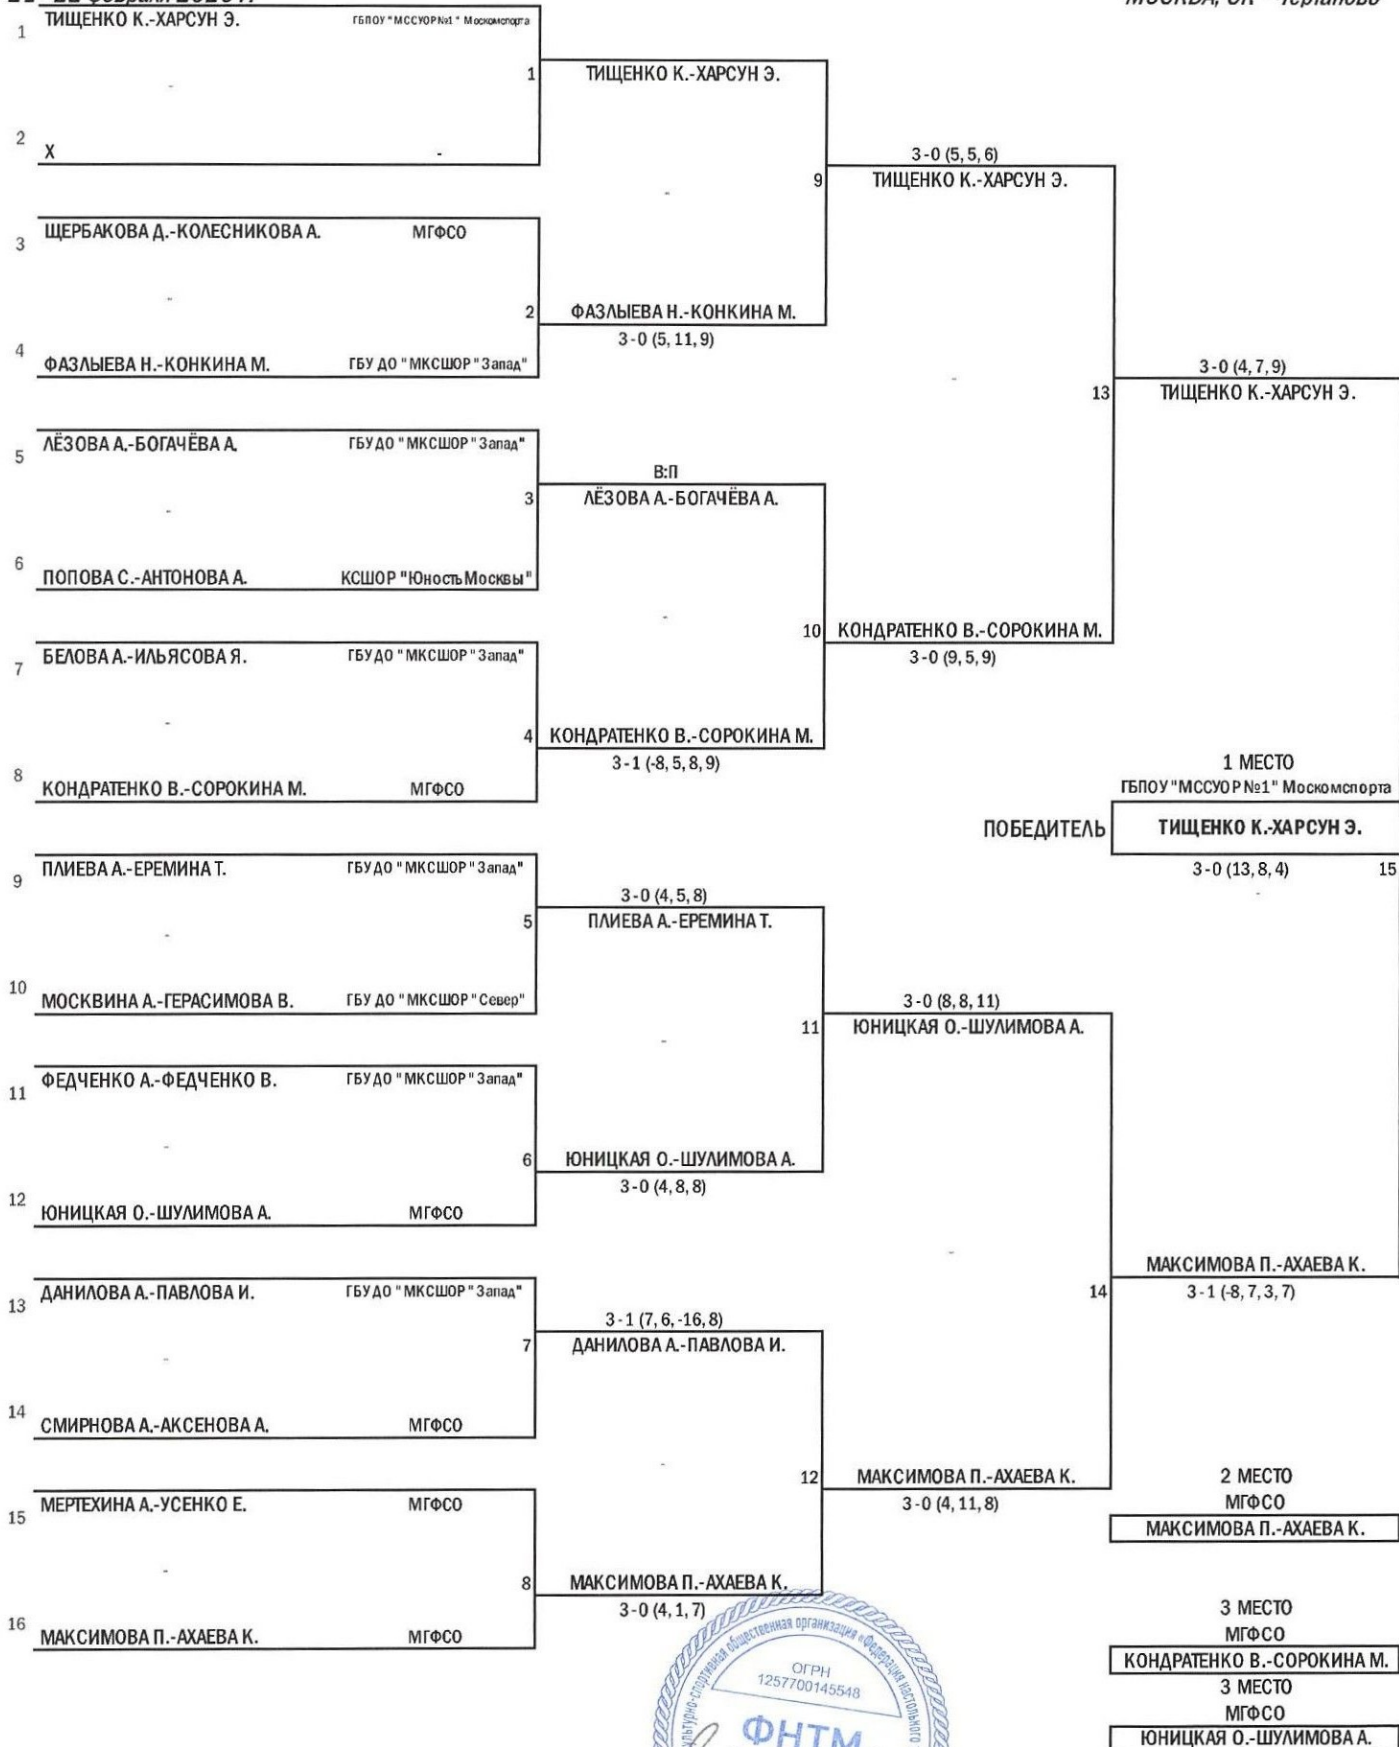 1
ТИЩЕНКО К.-ХАРСУН Э. ГБПОУ "МССУОР№1" Москомспорта
1
ТИЩЕНКО К.-ХАРСУН Э.
2
Х -
3-0 (5, 5, 6)
9
ТИЩЕНКО К.-ХАРСУН Э.
3
ЩЕРБАКОВА Д.-КОЛЕСНИКОВА А. МГФСО
2
ФАЗЛЫЕВА Н.-КОНКИНА М.
3-0 (5, 11, 9)
4
ФАЗЛЫЕВА Н.-КОНКИНА М. ГБУ ДО "МКСШОР "Запад"
3-0 (4, 7, 9)
13
ТИЩЕНКО К.-ХАРСУН Э.
5
ЛЁЗОВА А.-БОГАЧЁВА А. ГБУ ДО "МКСШОР "Запад"
В:П
3
ЛЁЗОВА А.-БОГАЧЁВА А.
6
ПОПОВА С.-АНТОНОВА А. КСШОР "Юность Москвы"
10
КОНДРАТЕНКО В.-СОРОКИНА М.
3-0 (9, 5, 9)
7
БЕЛОВА А.-ИЛЬЯСОВА Я. ГБУ ДО "МКСШОР "Запад"
4
КОНДРАТЕНКО В.-СОРОКИНА М.
3-1 (-8, 5, 8, 9)
8
КОНДРАТЕНКО В.-СОРОКИНА М. МГФСО
1 МЕСТО
ГБПОУ "МССУОР №1" Москомспорта
ПОБЕДИТЕЛЬ ТИЩЕНКО К.-ХАРСУН Э.
3-0 (13, 8, 4) 15
9
ПЛИЕВА А.-ЕРЕМИНА Т. ГБУ ДО "МКСШОР "Запад"
3-0 (4, 5, 8)
5
ПЛИЕВА А.-ЕРЕМИНА Т.
10
МОСКВИНА А.-ГЕРАСИМОВА В. ГБУ ДО "МКСШОР "Север"
3-0 (8, 8, 11)
11
ЮНИЦКАЯ О.-ШУЛИМОВА А.
11
ФЕДЧЕНКО А.-ФЕДЧЕНКО В. ГБУ ДО "МКСШОР "Запад"
6
ЮНИЦКАЯ О.-ШУЛИМОВА А.
3-0 (4, 8, 8)
12
ЮНИЦКАЯ О.-ШУЛИМОВА А. МГФСО
14
МАКСИМОВА П.-АХАЕВА К.
3-1 (-8, 7, 3, 7)
13
ДАНИЛОВА А.-ПАВЛОВА И. ГБУ ДО "МКСШОР "Запад"
3-1 (7, 6, -16, 8)
7
ДАНИЛОВА А.-ПАВЛОВА И.
14
СМИРНОВА А.-АКСЕНОВА А. МГФСО
12
МАКСИМОВА П.-АХАЕВА К.
3-0 (4, 11, 8)
2 МЕСТО
МГФСО
МАКСИМОВА П.-АХАЕВА К.
15
МЕРТЕХИНА А.-УСЕНКО Е. МГФСО
8
МАКСИМОВА П.-АХАЕВА К.
3-0 (4, 1, 7)
16
МАКСИМОВА П.-АХАЕВА К. МГФСО
3 МЕСТО
МГФСО
КОНДРАТЕНКО В.-СОРОКИНА М.
3 МЕСТО
МГФСО
ЮНИЦКАЯ О.-ШУЛИМОВА А.
общественная организация «Федерация настольного
ОГРН
1257700145548
ФНТМ